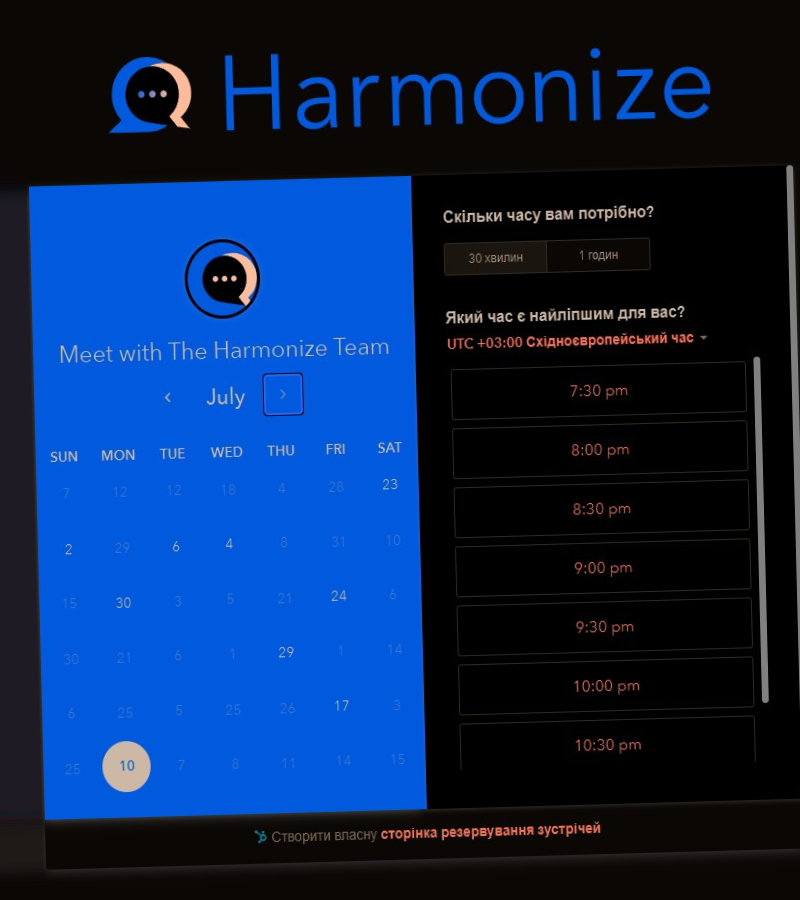 Harmonize
Meet with The Harmonize Team
July
SUN MON TUE WED THU FRI SAT
7 12 12 18 4 28 23
2 29 6 4 8 31 10
15 30 3 5 21 24 6
30 21 6 1 29 1 14
6 25 5 25 26 17 3
25 10 7 8 11 14 15
Скільки часу вам потрібно?
30 хвилин 1 годин
Який час є найліпшим для вас?
UTC +03:00 Східноєвропейський час
7:30 pm
8:00 pm
8:30 pm
9:00 pm
9:30 pm
10:00 pm
10:30 pm
Створити власну сторінка резервування зустрічей